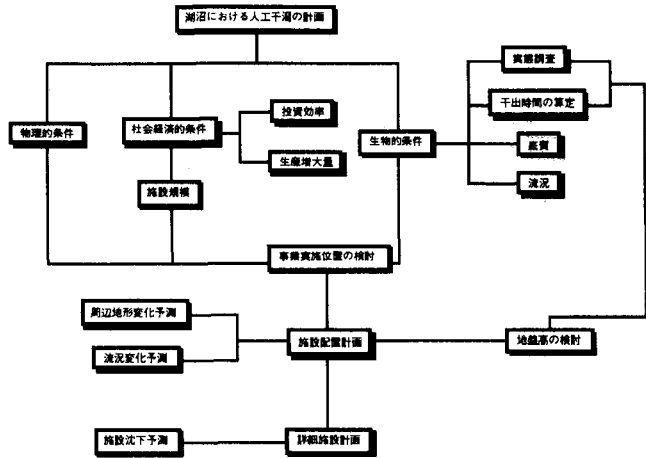 湖沼における人工干潟の計画
実態調査
干出時間の算定
投資効率
物理的条件
社会経済的条件
生物的条件
底質
生産増大量
流況
施設規模
事業実施位置の検討
周辺地形変化予測
施設配置計画
地盤高の検討
流況変化予測
施設沈下予測
詳細施設計画